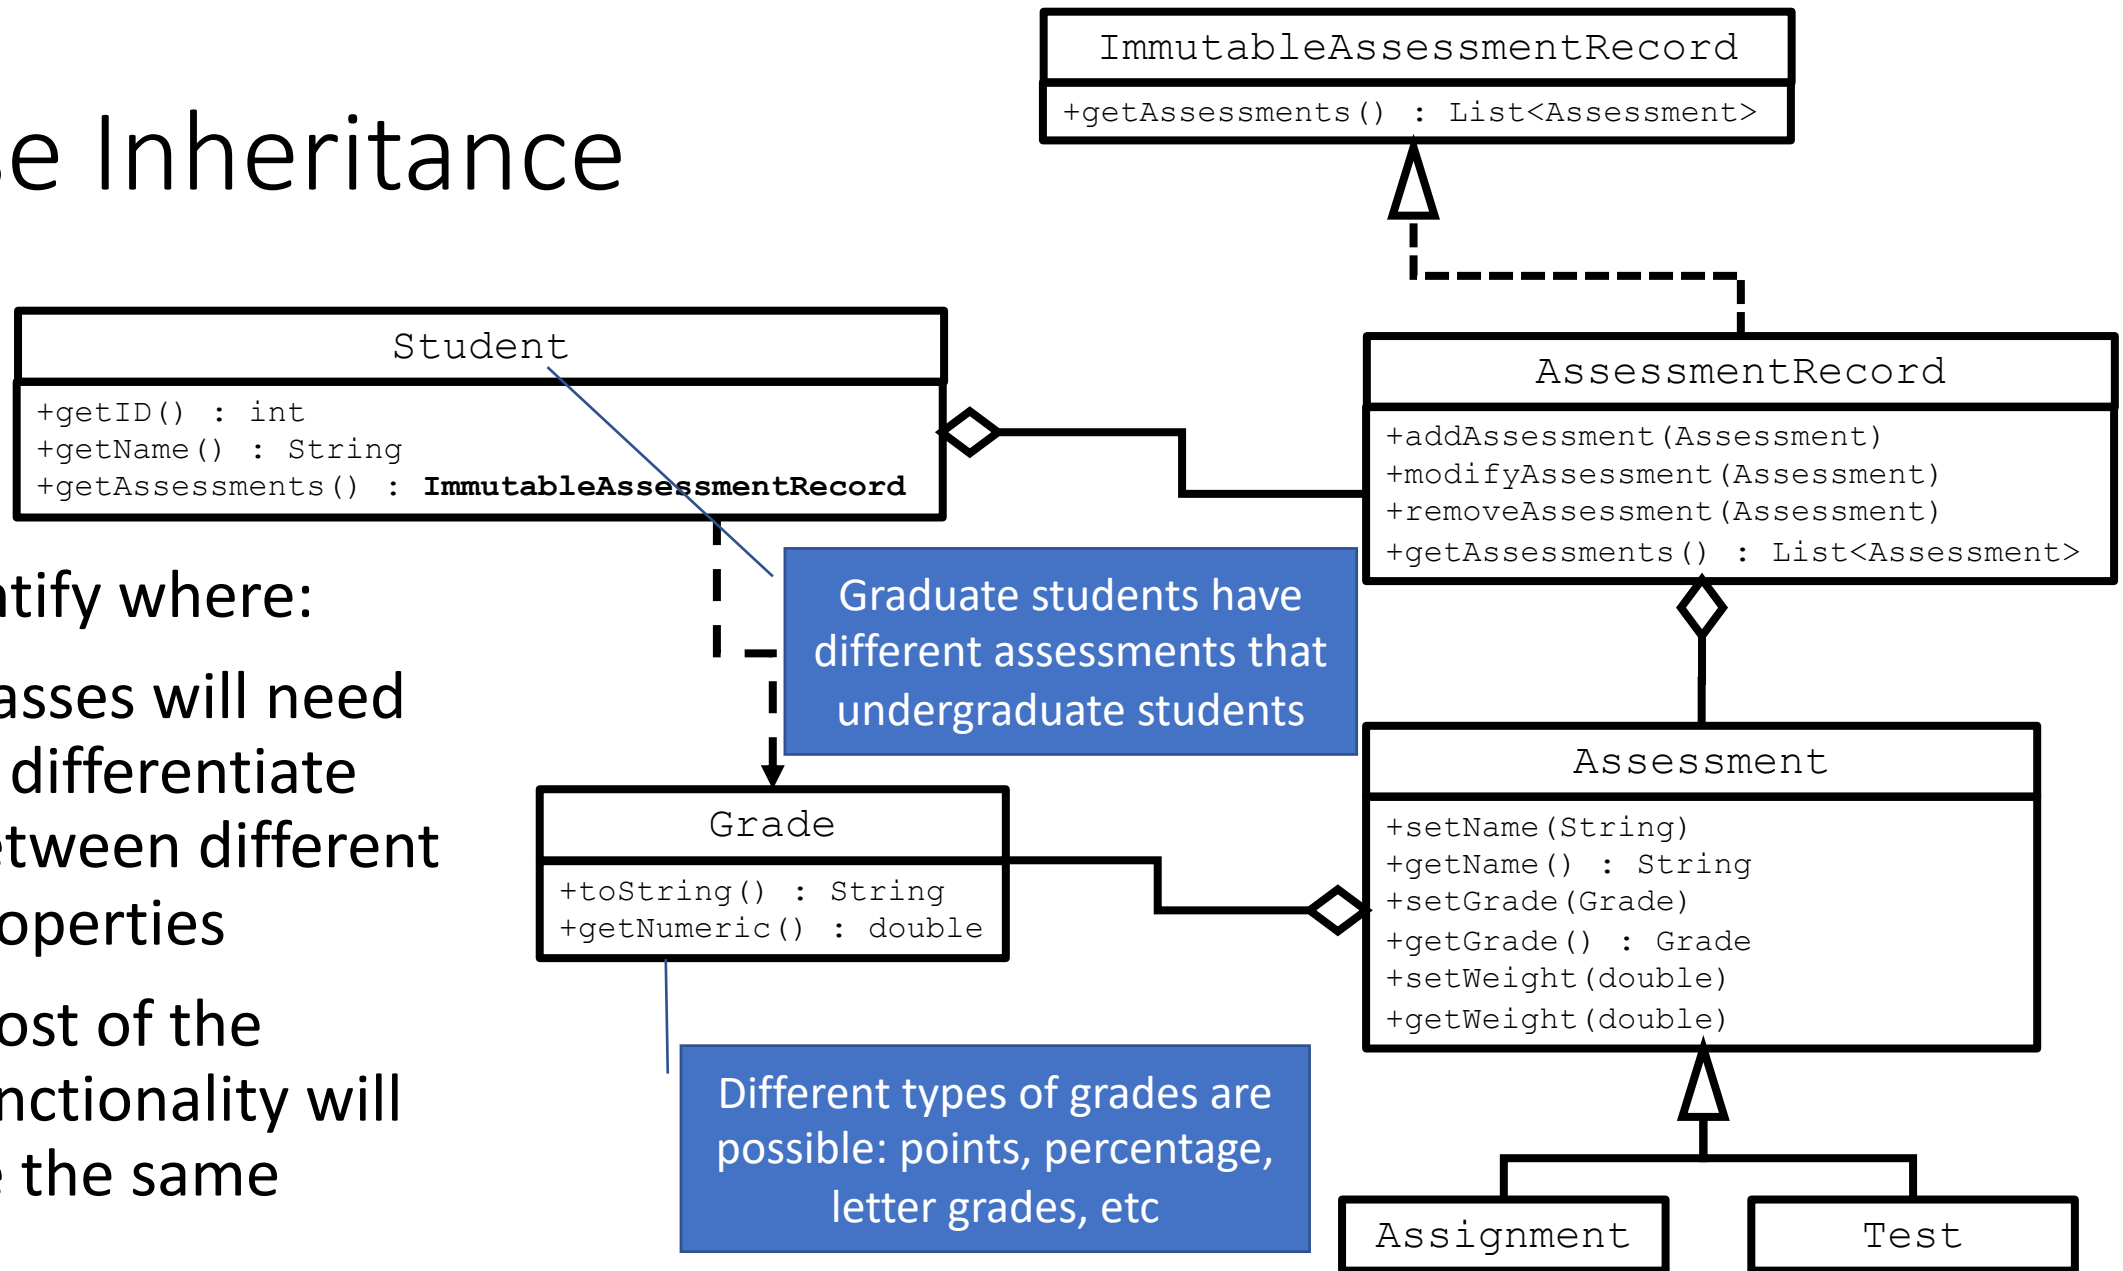 se Inheritance
ntify where:
asses will need
differentiate
etween different
operties
ost of the
nctionality will
e the same
ImmutableAssessmentRecord
+getAssessments() : List<Assessment>
Student
+getID() : int
+getName() : String
+getAssessments() : ImmutableAssessmentRecord
AssessmentRecord
+addAssessment(Assessment)
+modifyAssessment(Assessment)
+removeAssessment(Assessment)
+getAssessments() : List<Assessment>
Graduate students have
different assessments that
undergraduate students
Grade
+toString() : String
+getNumeric() : double
Assessment
+setName(String)
+getName() : String
+setGrade(Grade)
+getGrade() : Grade
+setWeight(double)
+getWeight(double)
Different types of grades are
possible: points, percentage,
letter grades, etc
Assignment
Test